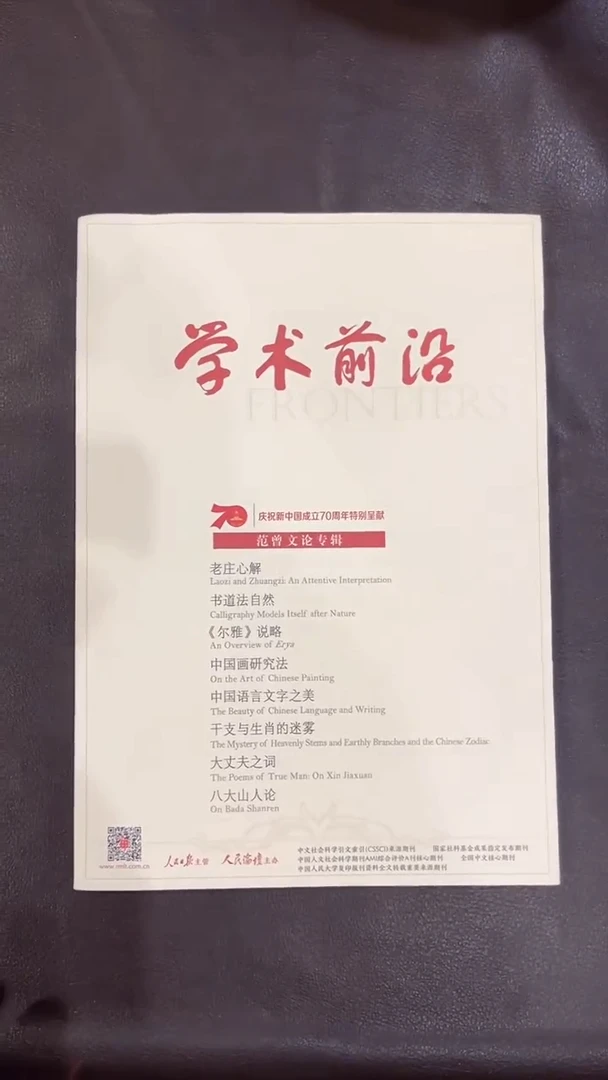 学术前沿
FRONTIERS
70
庆祝新中国成立70周年特别呈献
范曾文论专辑
老庄心解
Laozi and Zhuangzi: An Attentive Interpretation
书道法自然
Calligraphy Models Itself after Nature
《尔雅》说略
An Overview of Erya
中国画研究法
On the Art of Chinese Painting
中国语言文字之美
The Beauty of Chinese Language and Writing
干支与生肖的迷雾
The Mystery of Heavenly Stems and Earthly Branches and the Chinese Zodiac
大丈夫之词
The Poems of True Man: On Xin Jiaxuan
八大山人论
On Bada Shanren
www.rmlt.com.cn
人民日报主管 人民论坛主办
中文社会科学引文索引(CSSCI)来源期刊 国家社科基金成果指定发布期刊
中国人文社会科学期刊AMI综合评价A刊核心期刊 全国中文核心期刊
中国人民大学复印报刊资料全文转载重要来源期刊